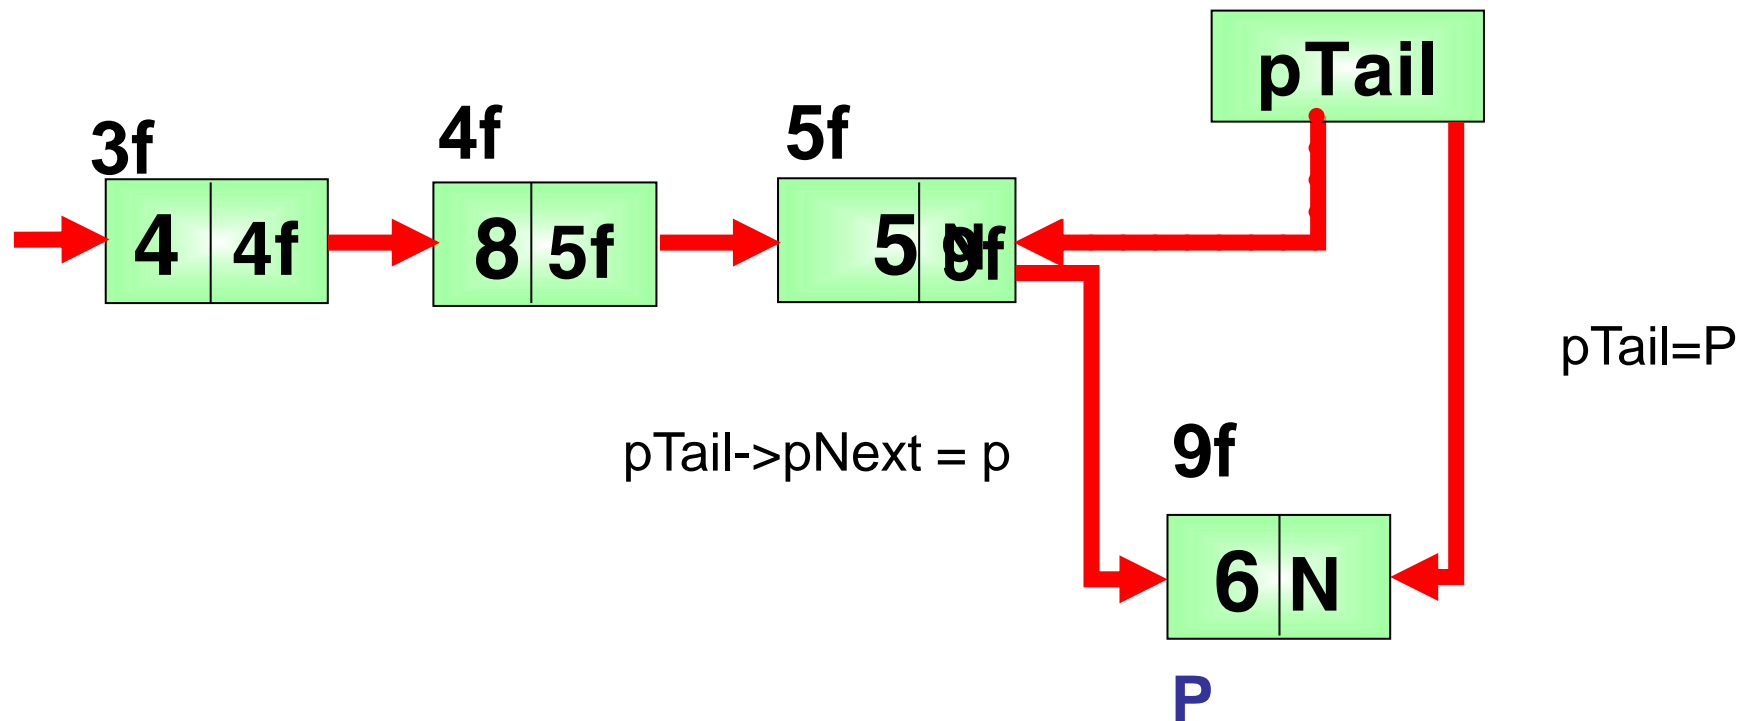 pTail
3f
4f
5f
4 4f
8 5f
5 N 9f
pTail=P
pTail->pNext = p
9f
6 N
P